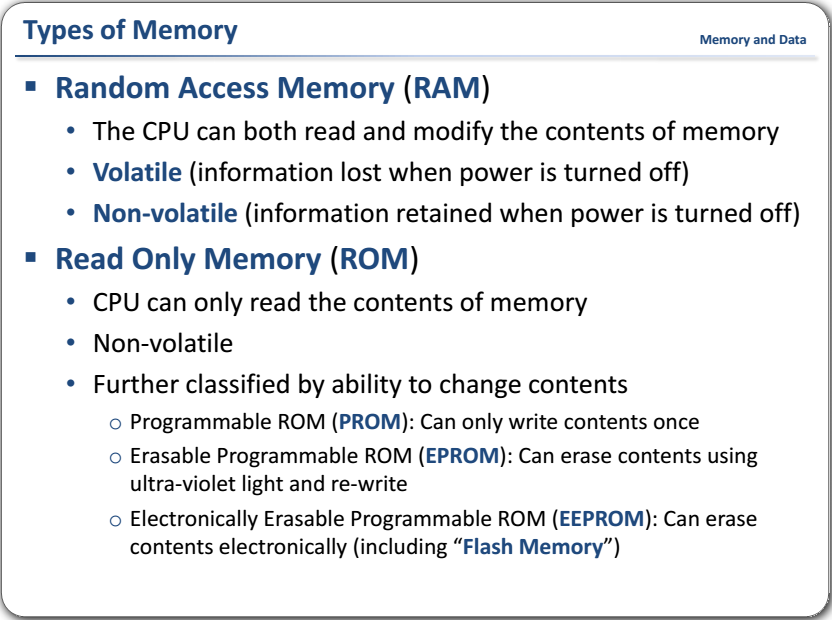 Types of Memory
Memory and Data
▪ Random Access Memory (RAM)
• The CPU can both read and modify the contents of memory
• Volatile (information lost when power is turned off)
• Non-volatile (information retained when power is turned off)
▪ Read Only Memory (ROM)
• CPU can only read the contents of memory
• Non-volatile
• Further classified by ability to change contents
o Programmable ROM (PROM): Can only write contents once
o Erasable Programmable ROM (EPROM): Can erase contents using
ultra-violet light and re-write
o Electronically Erasable Programmable ROM (EEPROM): Can erase
contents electronically (including “Flash Memory”)